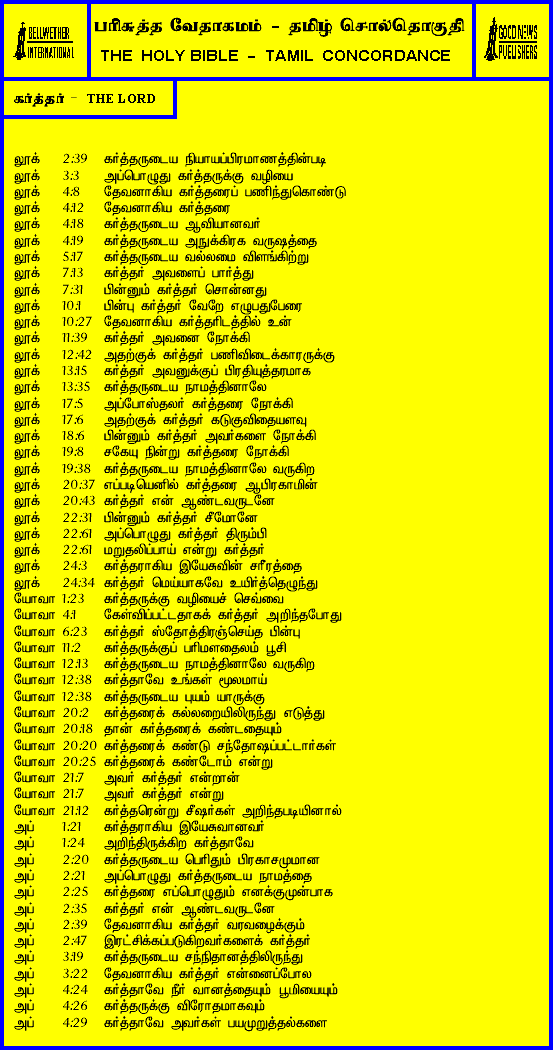 BELLWETHER
INTERNATIONAL
பரிசுத்த வேதாகமம் – தமிழ் சொல்தொகுதி
THE HOLY BIBLE – TAMIL CONCORDANCE
GOOD NEWS
PUBLISHERS
கர்த்தர் – THE LORD
லூக் 2:39 கர்த்தருடைய நியாயப்பிரமாணத்தின்படி
லூக் 3:3 அப்பொழுது கர்த்தருக்கு வழியை
லூக் 4:8 தேவனாகிய கர்த்தரைப் பணிந்துகொண்டு
லூக் 4:12 தேவனாகிய கர்த்தரை
லூக் 4:18 கர்த்தருடைய ஆவியானவர்
லூக் 4:19 கர்த்தருடைய அநுக்கிரக வருஷத்தை
லூக் 5:17 கர்த்தருடைய வல்லமை விளங்கிற்று
லூக் 7:13 கர்த்தர் அவளைப் பார்த்து
லூக் 7:31 பின்னும் கர்த்தர் சொன்னது
லூக் 10:1 பின்பு கர்த்தர் வேறே எழுபதுபேரை
லூக் 10:27 தேவனாகிய கர்த்தரிடத்தில் உன்
லூக் 11:39 கர்த்தர் அவனை நோக்கி
லூக் 12:42 அதற்குக் கர்த்தர் பணிவிடைக்காரருக்கு
லூக் 13:15 கர்த்தர் அவனுக்குப் பிரதியுத்தரமாக
லூக் 13:35 கர்த்தருடைய நாமத்தினாலே
லூக் 17:5 அப்போஸ்தலர் கர்த்தரை நோக்கி
லூக் 17:6 அதற்குக் கர்த்தர் கடுகுவிதையளவு
லூக் 18:6 பின்னும் கர்த்தர் அவர்களை நோக்கி
லூக் 19:8 சகேயு நின்று கர்த்தரை நோக்கி
லூக் 19:38 கர்த்தருடைய நாமத்தினாலே வருகிற
லூக் 20:37 எப்படியெனில் கர்த்தரை ஆபிரகாமின்
லூக் 20:43 கர்த்தர் என் ஆண்டவருடனே
லூக் 22:31 பின்னும் கர்த்தர் சீமோனே
லூக் 22:61 அப்பொழுது கர்த்தர் திரும்பி
லூக் 22:61 மறுதலிப்பாய் என்று கர்த்தர்
லூக் 24:3 கர்த்தராகிய இயேசுவின் சரீரத்தை
லூக் 24:34 கர்த்தர் மெய்யாகவே உயிர்த்தெழுந்து
யோவா 1:23 கர்த்தருக்கு வழியைச் செவ்வை
யோவா 4:1 கேள்விப்பட்டதாகக் கர்த்தர் அறிந்தபோது
யோவா 6:23 கர்த்தர் ஸ்தோத்திரஞ்செய்த பின்பு
யோவா 11:2 கர்த்தருக்குப் பரிமளதைலம் பூசி
யோவா 12:13 கர்த்தருடைய நாமத்தினாலே வருகிற
யோவா 12:38 கர்த்தாவே உங்கள் மூலமாய்
யோவா 12:38 கர்த்தருடைய புயம் யாருக்கு
யோவா 20:2 கர்த்தரைக் கல்லறையிலிருந்து எடுத்து
யோவா 20:18 தான் கர்த்தரைக் கண்டதையும்
யோவா 20:20 கர்த்தரைக் கண்டு சந்தோஷப்பட்டார்கள்
யோவா 20:25 கர்த்தரைக் கண்டோம் என்று
யோவா 21:7 அவர் கர்த்தர் என்றான்
யோவா 21:7 அவர் கர்த்தர் என்று
யோவா 21:12 கர்த்தரென்று சீஷர்கள் அறிந்தபடியினால்
அப் 1:21 கர்த்தராகிய இயேசுவானவர்
அப் 1:24 அறிந்திருக்கிற கர்த்தாவே
அப் 2:20 கர்த்தருடைய பெரிதும் பிரகாசமுமான
அப் 2:21 அப்பொழுது கர்த்தருடைய நாமத்தை
அப் 2:25 கர்த்தரை எப்பொழுதும் எனக்குமுன்பாக
அப் 2:35 கர்த்தர் என் ஆண்டவருடனே
அப் 2:39 தேவனாகிய கர்த்தர் வரவழைக்கும்
அப் 2:47 இரட்சிக்கப்படுகிறவர்களைக் கர்த்தர்
அப் 3:19 கர்த்தருடைய சந்நிதானத்திலிருந்து
அப் 3:22 தேவனாகிய கர்த்தர் என்னைப்போல
அப் 4:24 கர்த்தாவே நீர் வானத்தையும் பூமியையும்
அப் 4:26 கர்த்தருக்கு விரோதமாகவும்
அப் 4:29 கர்த்தாவே அவர்கள் பயமுறுத்தல்களை